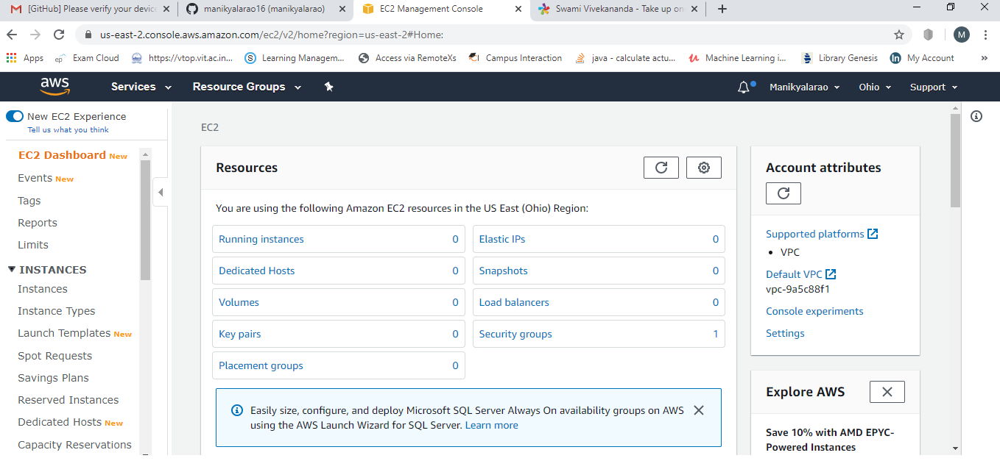 [GitHub] Please verify your device
manikyalarao16 (manikyalarao)
EC2 Management Console
Swami Vivekananda - Take up on
us-east-2.console.aws.amazon.com/ec2/v2/home?region=us-east-2#Home:
M
Apps
ep
Exam Cloud
https://vtop.vit.ac.in...
S
Learning Managem...
Access via RemoteXs
Campus Interaction
java - calculate actu...
Machine Learning i...
Library Genesis
in
My Account
»
aws
Services
Resource Groups
Manikyalarao
Ohio
Support
New EC2 Experience
Tell us what you think
EC2 Dashboard New
Events New
Tags
Reports
Limits
INSTANCES
Instances
Instance Types
Launch Templates New
Spot Requests
Savings Plans
Reserved Instances
Dedicated Hosts New
Capacity Reservations
EC2
Resources
You are using the following Amazon EC2 resources in the US East (Ohio) Region:
Running instances 0
Elastic IPs 0
Dedicated Hosts 0
Snapshots 0
Volumes 0
Load balancers 0
Key pairs 0
Security groups 1
Placement groups 0
Easily size, configure, and deploy Microsoft SQL Server Always On availability groups on AWS
using the AWS Launch Wizard for SQL Server. Learn more
Account attributes
Supported platforms
• VPC
Default VPC
vpc-9a5c88f1
Console experiments
Settings
Explore AWS
Save 10% with AMD EPYC-
Powered Instances